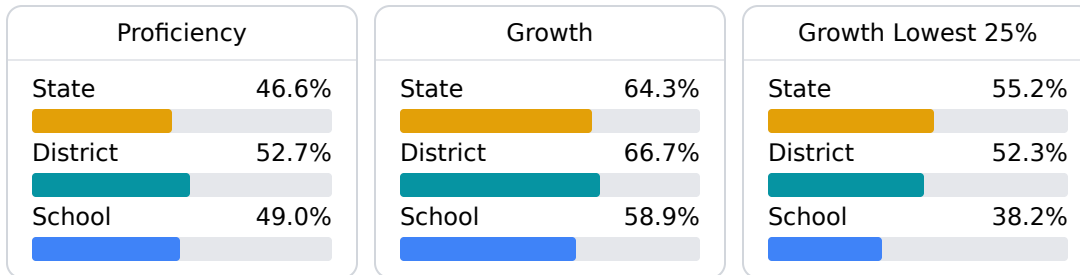 Proficiency
State 46.6%
District 52.7%
School 49.0%
Growth
State 64.3%
District 66.7%
School 58.9%
Growth Lowest 25%
State 55.2%
District 52.3%
School 38.2%